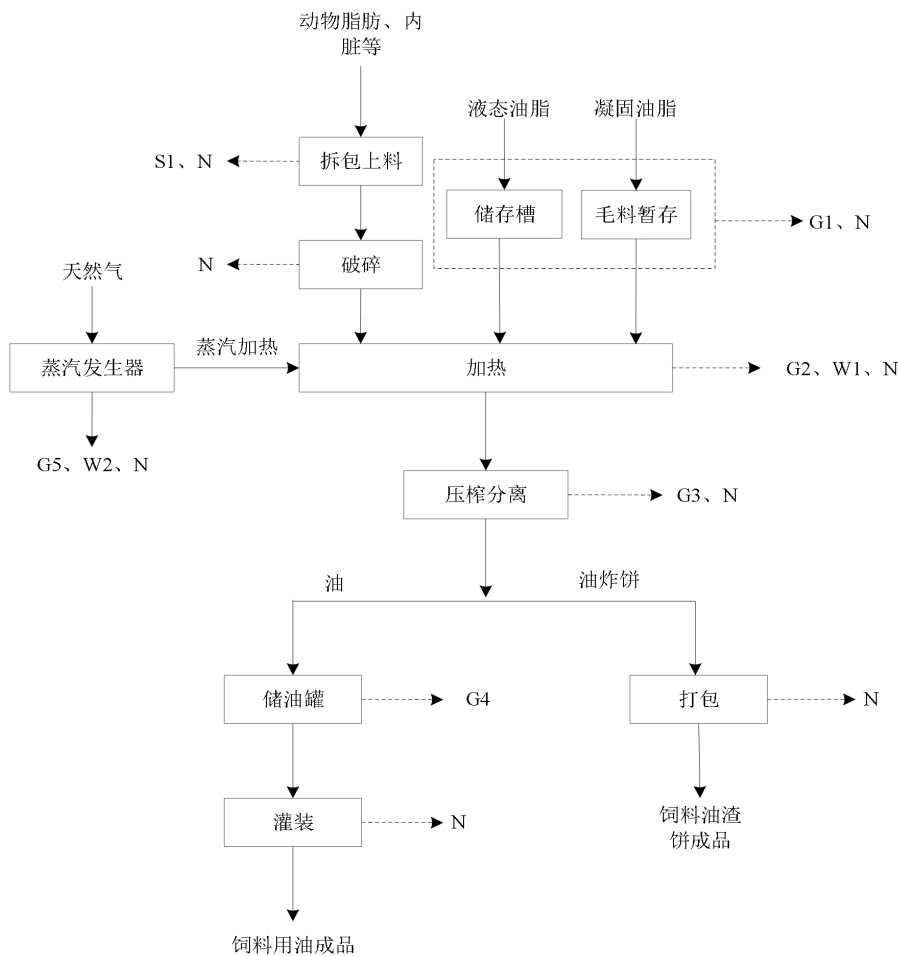 动物脂肪、内
脏等
液态油脂
凝固油脂
S1、N
拆包上料
储存槽
毛料暂存
G1、N
N
破碎
天然气
蒸汽发生器
蒸汽加热
加热
G2、W1、N
G5、W2、N
压榨分离
G3、N
油
油炸饼
储油罐
G4
打包
N
灌装
N
饲料油渣
饼成品
饲料用油成品